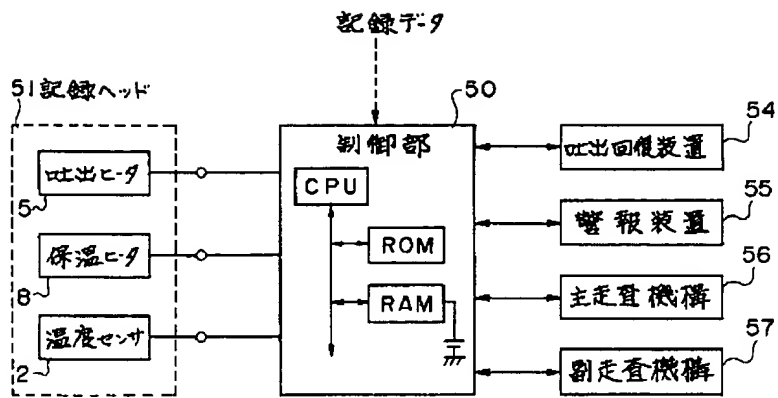 記録データ
51 記録ヘッド
50
制御部
CPU
ROM
RAM
吐出ヒータ
5
保温ヒータ
8
温度センサ
2
54
吐出回復装置
55
警報装置
56
主走査機構
57
副走査機構